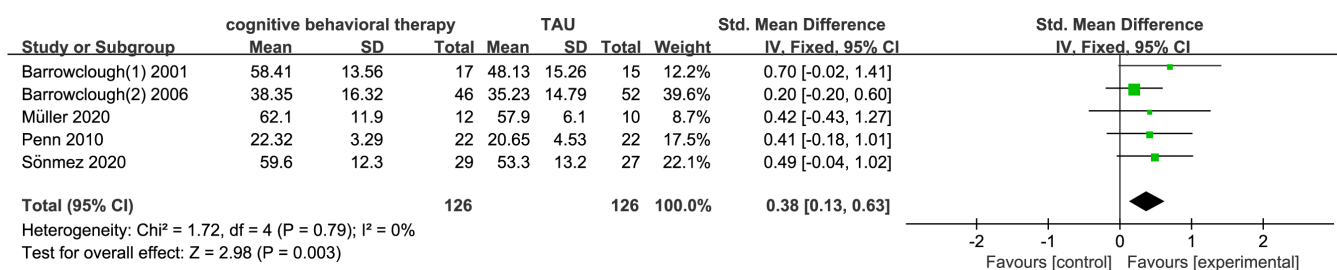 cognitive behavioral therapy TAU Std. Mean Difference Std. Mean Difference
Study or Subgroup Mean SD Total Mean SD Total Weight IV, Fixed, 95% CI IV, Fixed, 95% CI
Barrowclough(1) 2001 58.41 13.56 17 48.13 15.26 15 12.2% 0.70 [-0.02, 1.41]
Barrowclough(2) 2006 38.35 16.32 46 35.23 14.79 52 39.6% 0.20 [-0.20, 0.60]
Müller 2020 62.1 11.9 12 57.9 6.1 10 8.7% 0.42 [-0.43, 1.27]
Penn 2010 22.32 3.29 22 20.65 4.53 22 17.5% 0.41 [-0.18, 1.01]
Sönmez 2020 59.6 12.3 29 53.3 13.2 27 22.1% 0.49 [-0.04, 1.02]
Total (95% CI) 126 126 100.0% 0.38 [0.13, 0.63]
Heterogeneity: Chi² = 1.72, df = 4 (P = 0.79); I² = 0%
Test for overall effect: Z = 2.98 (P = 0.003)
-2 -1 0 1 2
Favours [control] Favours [experimental]